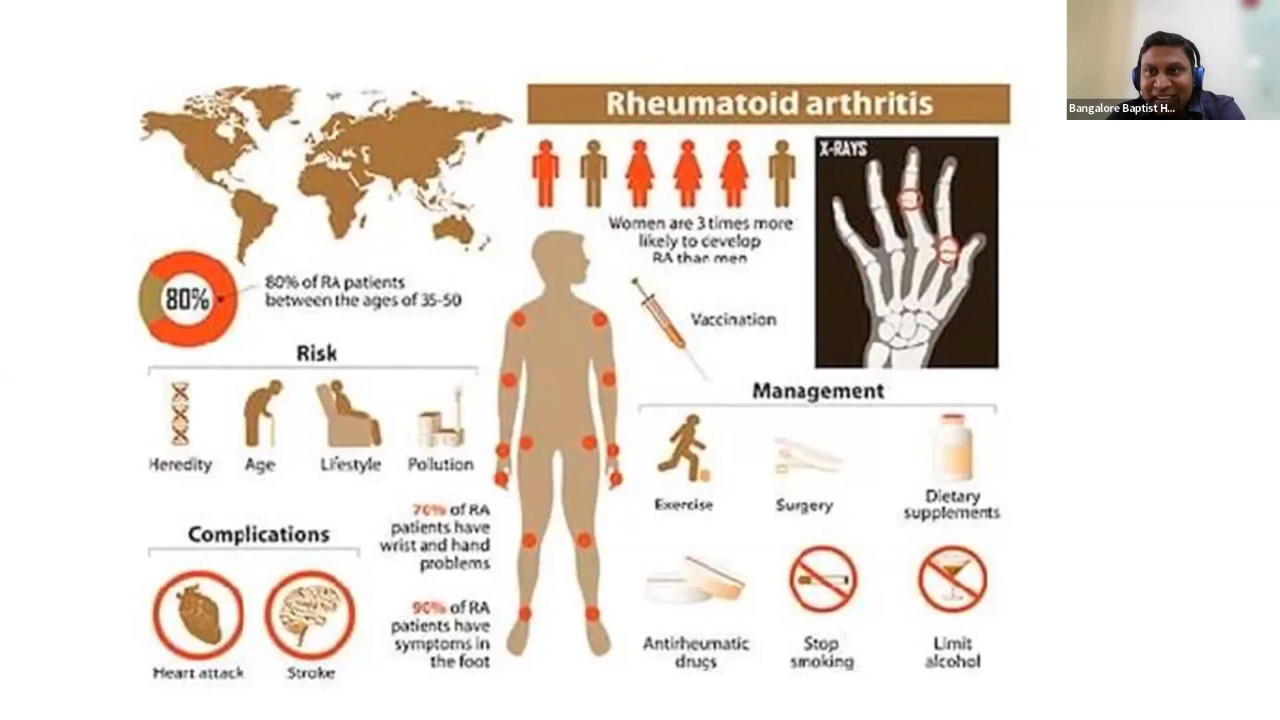 Bangalore Baptist H...
Rheumatoid arthritis
X-RAYS
Women are 3 times more
likely to develop
RA than men
80%
80% of RA patients
between the ages of 35-50
Vaccination
Risk
Heredity
Age
Lifestyle
Pollution
Management
Exercise
Surgery
Dietary
supplements
70% of RA
patients have
wrist and hand
problems
Complications
Heart attack
Stroke
90% of RA
patients have
symptoms in
the foot
Antirheumatic
drugs
Stop
smoking
Limit
alcohol